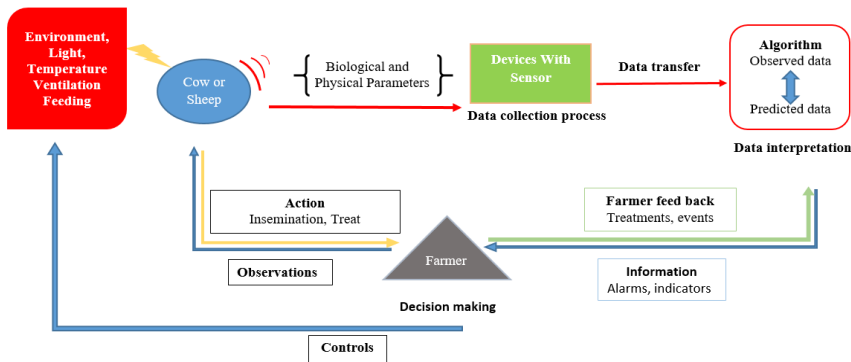 Environment,
Light,
Temperature
Ventilation
Feeding
Cow or
Sheep
Biological and
Physical Parameters
Devices With
Sensor
Data collection process
Data transfer
Algorithm
Observed data
Predicted data
Data interpretation
Action
Insemination, Treat
Observations
Farmer
Decision making
Farmer feed back
Treatments, events
Information
Alarms, indicators
Controls